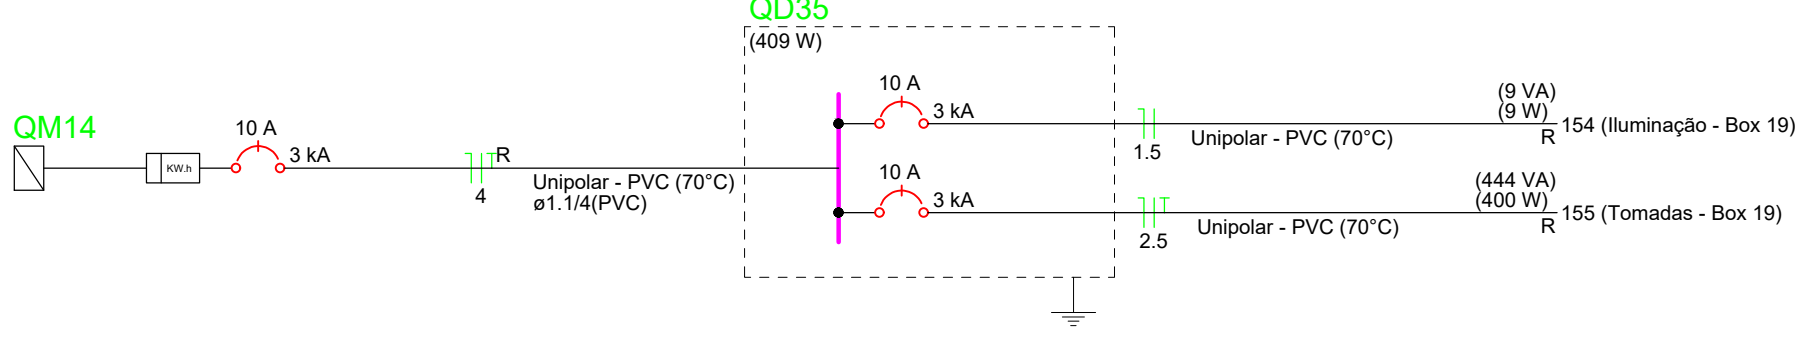 QD35
(409 W)
QM14
10 A
3 kA
KW.h
R
4
Unipolar - PVC (70°C)
ø1.1/4(PVC)
10 A
3 kA
1.5
Unipolar - PVC (70°C)
(9 VA)
(9 W)
R
154 (Iluminação - Box 19)
10 A
3 kA
2.5
Unipolar - PVC (70°C)
(444 VA)
(400 W)
R
155 (Tomadas - Box 19)